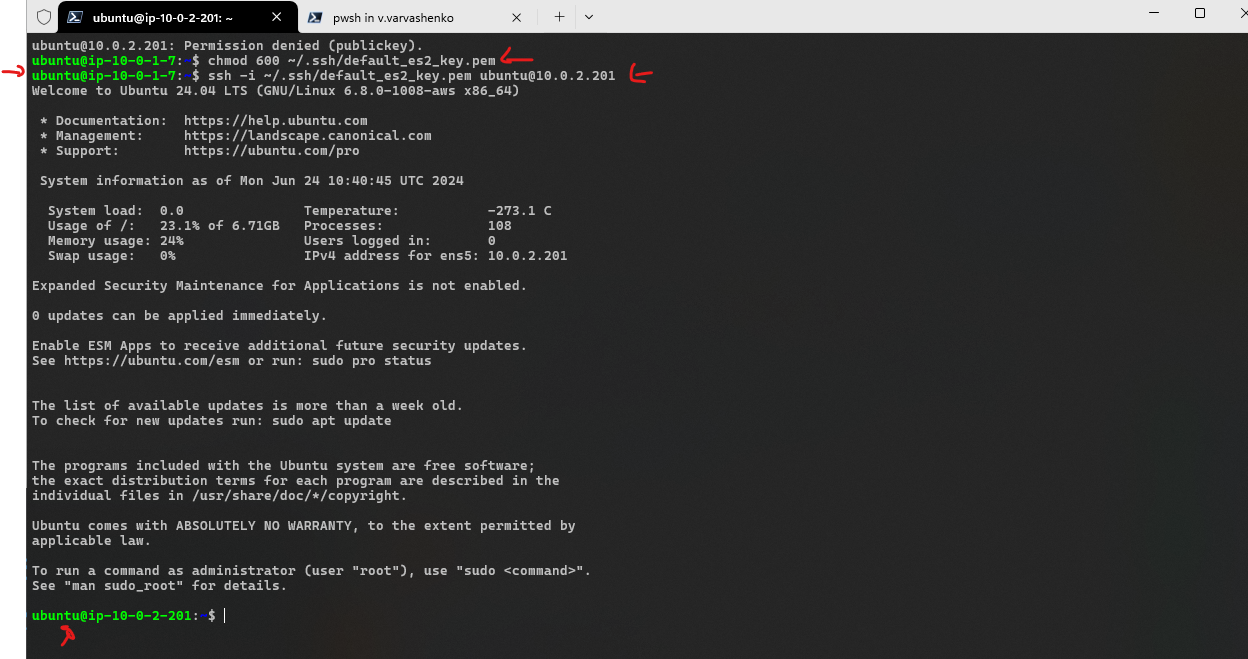 ubuntu@ip-10-0-2-201: ~
pwsh in v.varvashenko
ubuntu@10.0.2.201: Permission denied (publickey).
ubuntu@ip-10-0-1-7:~$ chmod 600 ~/.ssh/default_es2_key.pem
ubuntu@ip-10-0-1-7:~$ ssh -i ~/.ssh/default_es2_key.pem ubuntu@10.0.2.201
Welcome to Ubuntu 24.04 LTS (GNU/Linux 6.8.0-1008-aws x86_64)
* Documentation:  https://help.ubuntu.com
* Management:     https://landscape.canonical.com
* Support:        https://ubuntu.com/pro
System information as of Mon Jun 24 10:40:45 UTC 2024
System load:  0.0               Temperature:           -273.1 C
Usage of /:   23.1% of 6.71GB   Processes:             108
Memory usage: 24%               Users logged in:       0
Swap usage:   0%                IPv4 address for ens5: 10.0.2.201
Expanded Security Maintenance for Applications is not enabled.
0 updates can be applied immediately.
Enable ESM Apps to receive additional future security updates.
See https://ubuntu.com/esm or run: sudo pro status
The list of available updates is more than a week old.
To check for new updates run: sudo apt update
The programs included with the Ubuntu system are free software;
the exact distribution terms for each program are described in the
individual files in /usr/share/doc/*/copyright.
Ubuntu comes with ABSOLUTELY NO WARRANTY, to the extent permitted by
applicable law.
To run a command as administrator (user "root"), use "sudo <command>".
See "man sudo_root" for details.
ubuntu@ip-10-0-2-201:~$